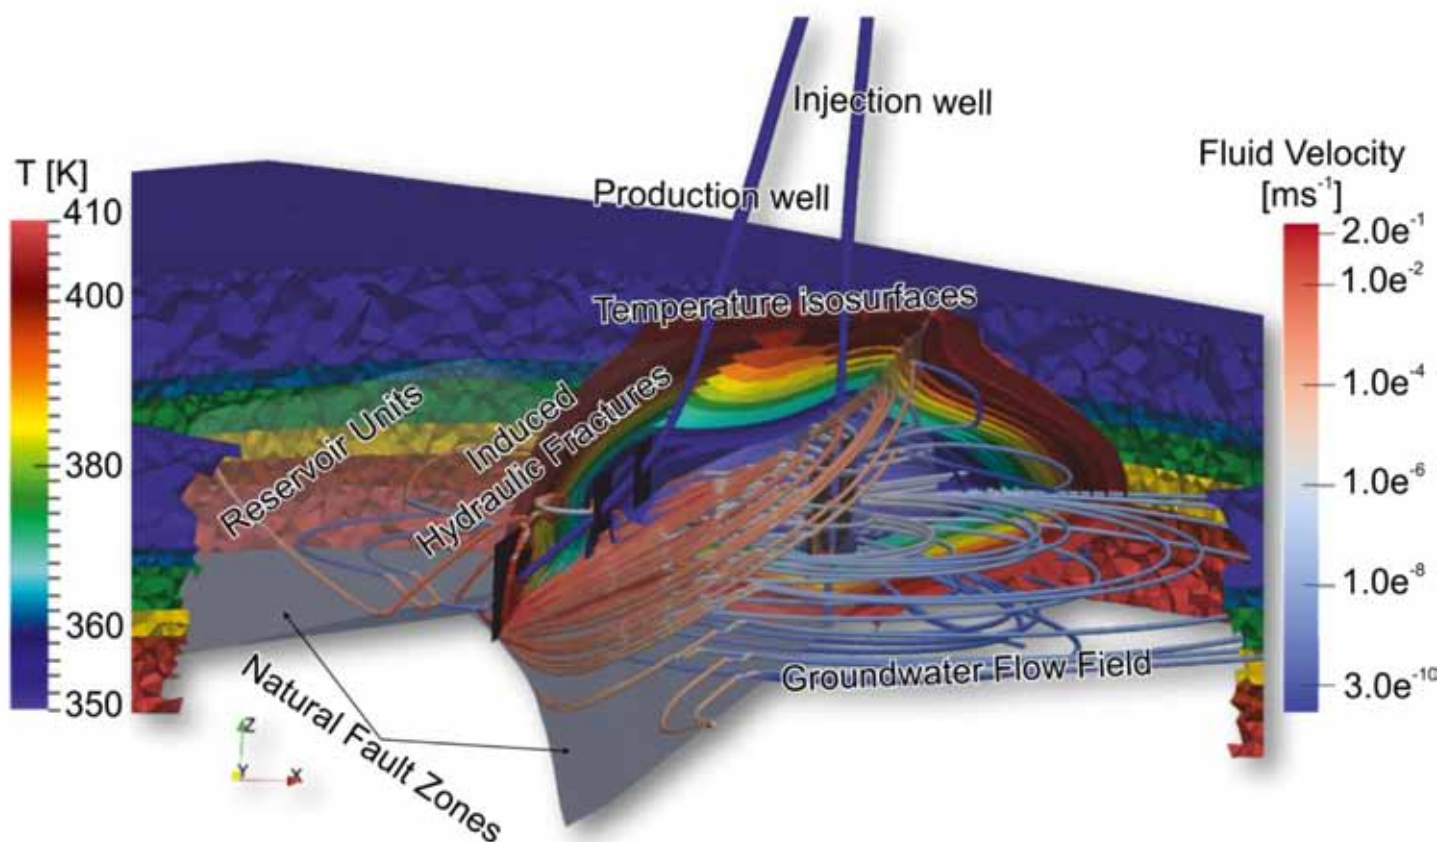 Injection well
Production well
T [K]
410
400
380
360
350
Fluid Velocity
[ms⁻¹]
2.0e⁻¹
1.0e⁻²
1.0e⁻⁴
1.0e⁻⁶
1.0e⁻⁸
3.0e⁻¹⁰
Temperature isosurfaces
Reservoir Units
Induced
Hydraulic Fractures
Groundwater Flow Field
Natural Fault Zones
Z
Y
X